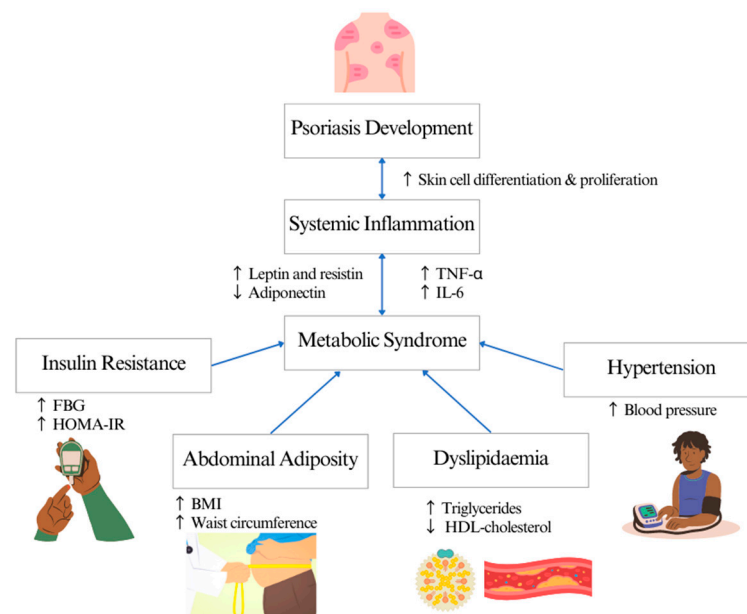 Psoriasis Development
↑ Skin cell differentiation & proliferation
Systemic Inflammation
↑ Leptin and resistin
↓ Adiponectin
↑ TNF-α
↑ IL-6
Metabolic Syndrome
Insulin Resistance
↑ FBG
↑ HOMA-IR
Hypertension
↑ Blood pressure
Abdominal Adiposity
↑ BMI
↑ Waist circumference
Dyslipidaemia
↑ Triglycerides
↓ HDL-cholesterol